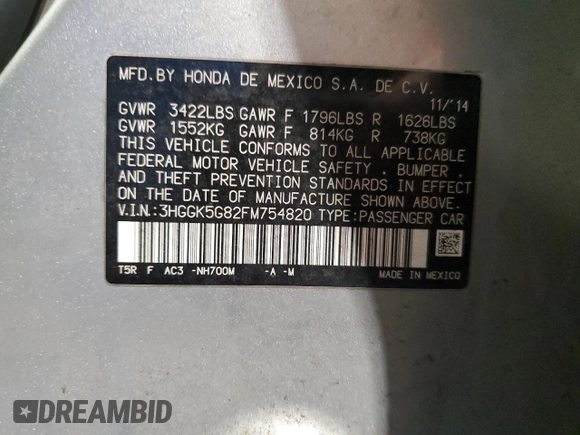 MFD.BY HONDA DE MEXICO S.A. DE C.V.
11/'14
GVWR 3422LBS GAWR F 1796LBS R 1626LBS
GVWR 1552KG GAWR F 814KG R 738KG
THIS VEHICLE CONFORMS TO ALL APPLICABLE
FEDERAL MOTOR VEHICLE SAFETY , BUMPER ,
AND THEFT PREVENTION STANDARDS IN EFFECT
ON THE DATE OF MANUFACTURE SHOWN ABOVE.
V.I.N.:3HGGK5G82FM754820 TYPE:PASSENGER CAR
T5R F AC3 -NH700M -A -M MADE IN MEXICO
DREAMBID